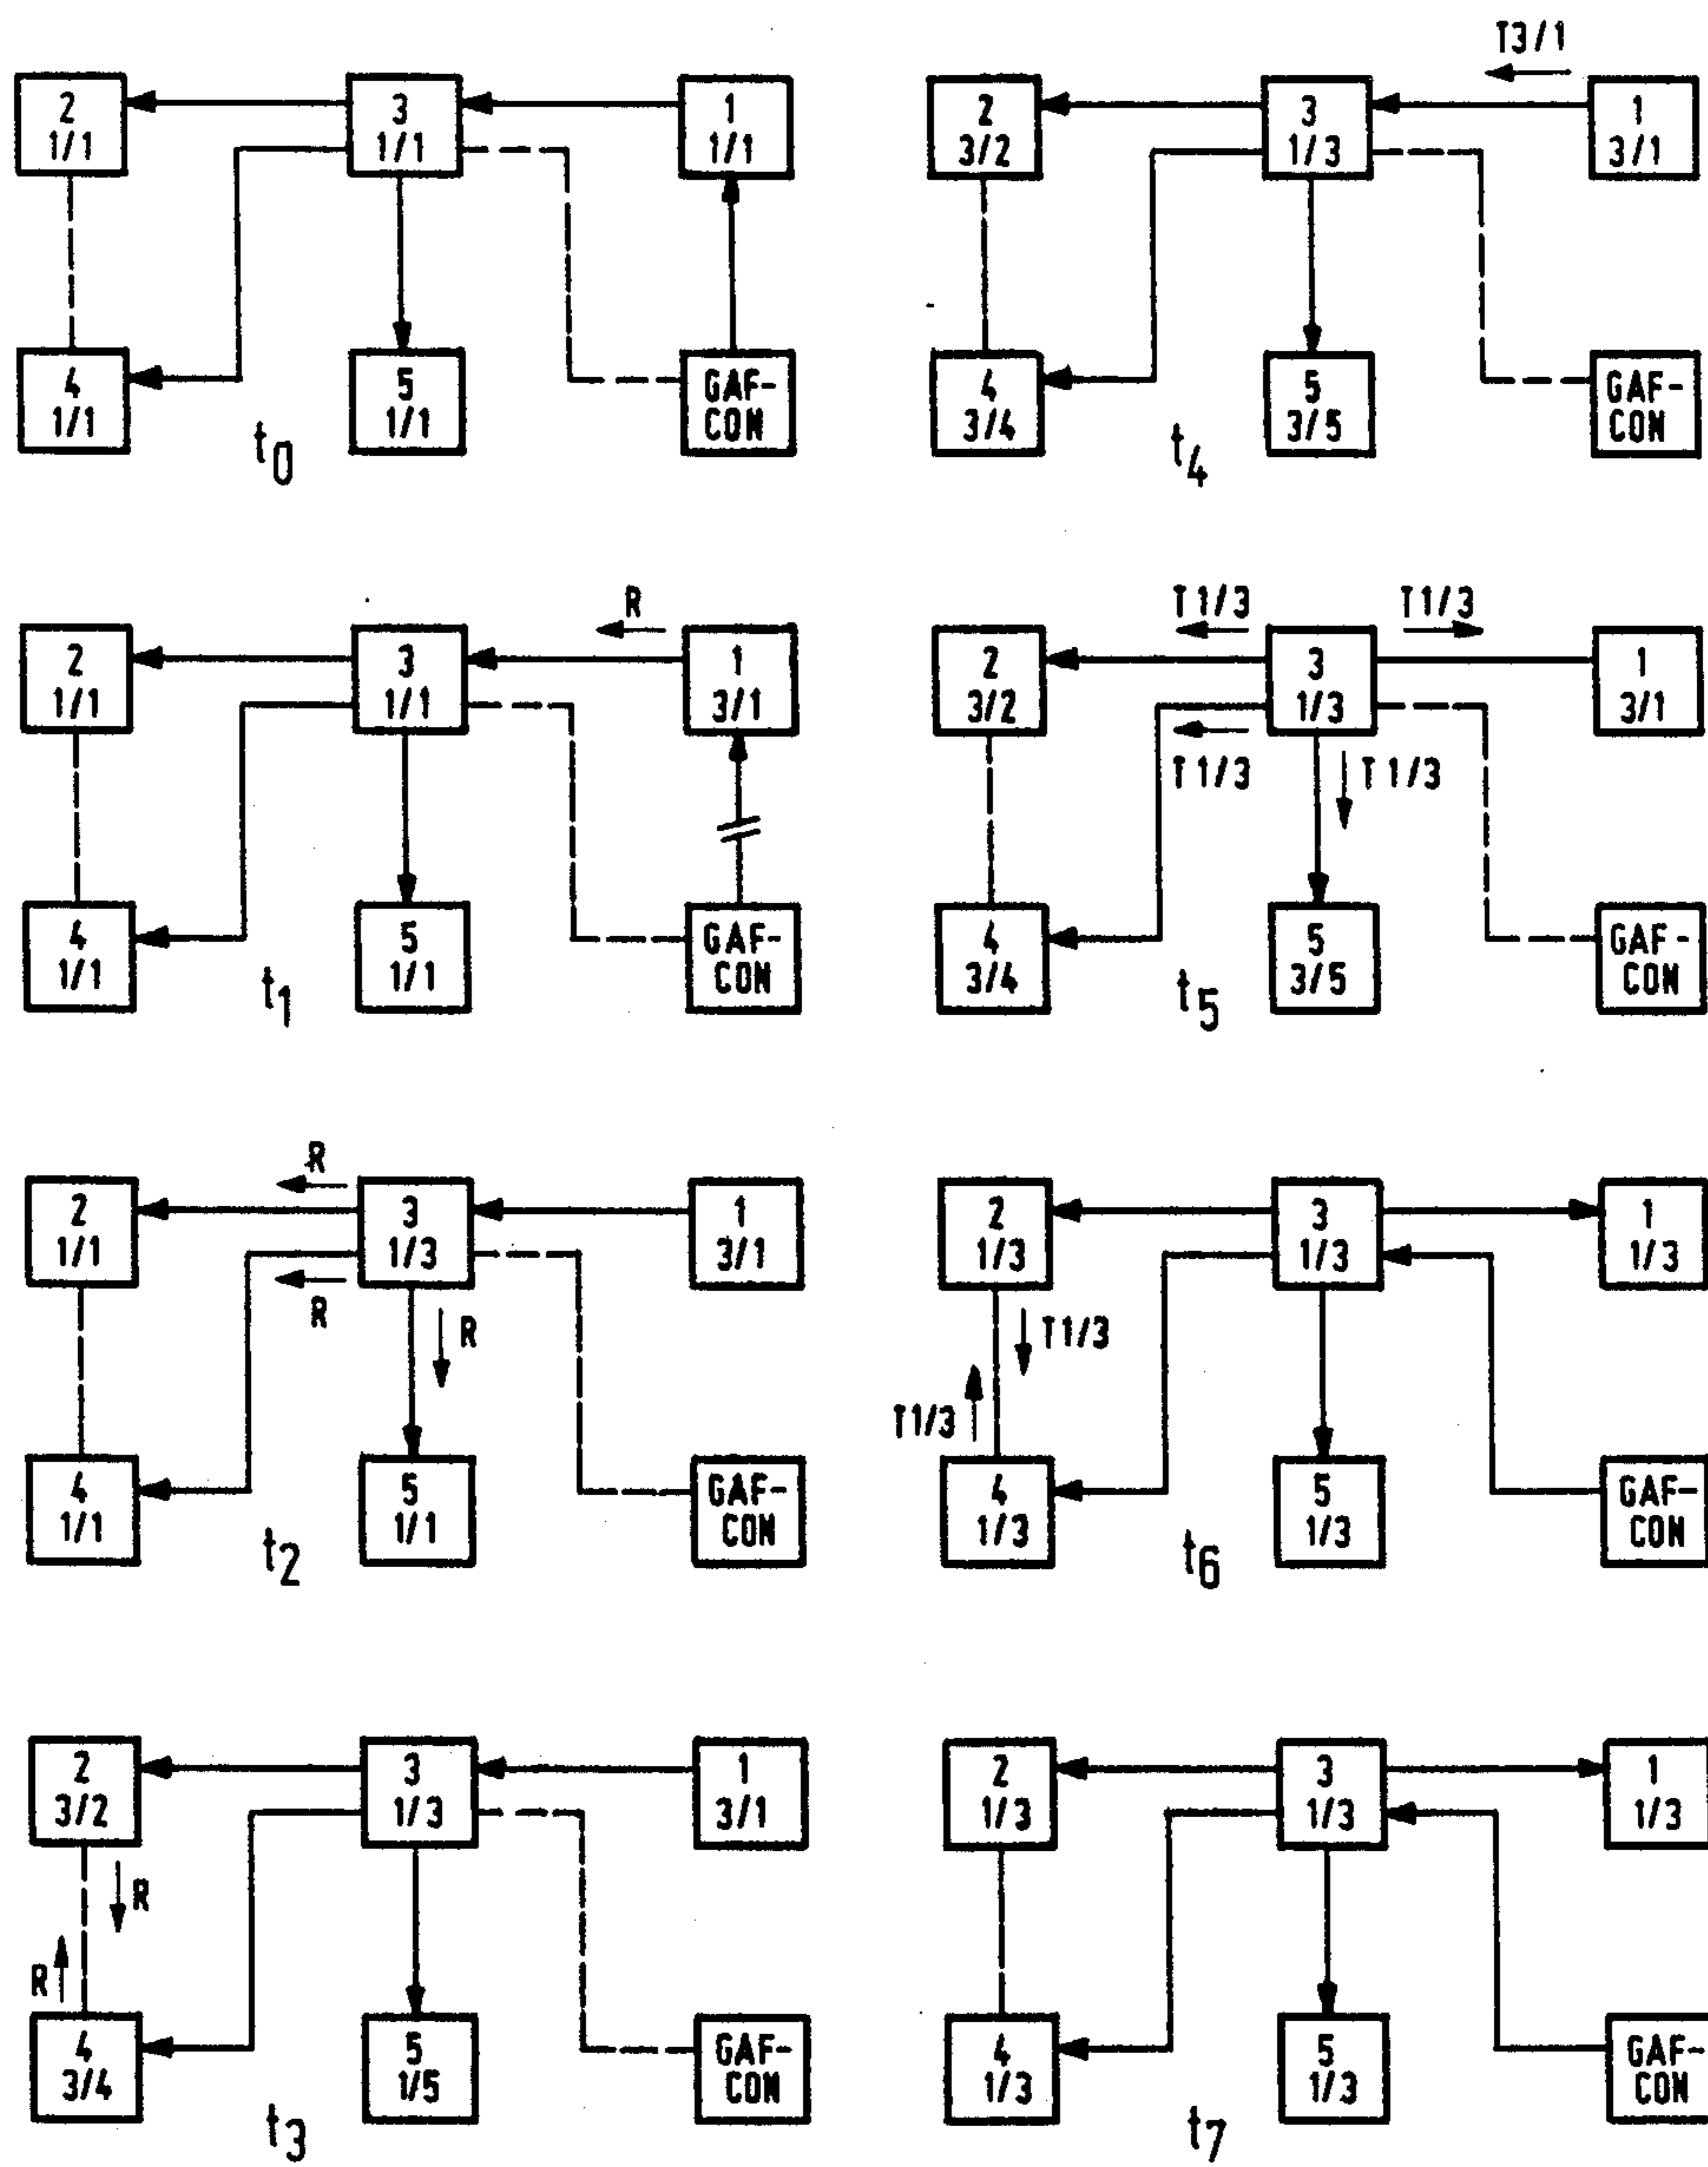 2
1/1
3
1/1
1
1/1
4
1/1
5
1/1
GAF-
CON
t0
T3/1
2
3/2
3
1/3
1
3/1
4
3/4
5
3/5
GAF-
CON
t4
R
2
1/1
3
1/1
1
3/1
4
1/1
5
1/1
GAF-
CON
t1
T1/3
T1/3
2
3/2
3
1/3
1
3/1
T1/3
T1/3
4
3/4
5
3/5
GAF-
CON
t5
R
2
1/1
3
1/3
1
3/1
R
R
4
1/1
5
1/1
GAF-
CON
t2
2
1/3
3
1/3
1
1/3
T1/3
T1/3
4
1/3
5
1/3
GAF-
CON
t6
2
3/2
3
1/3
1
3/1
R
R
4
3/4
5
1/5
GAF-
CON
t3
2
1/3
3
1/3
1
1/3
4
1/3
5
1/3
GAF-
CON
t7